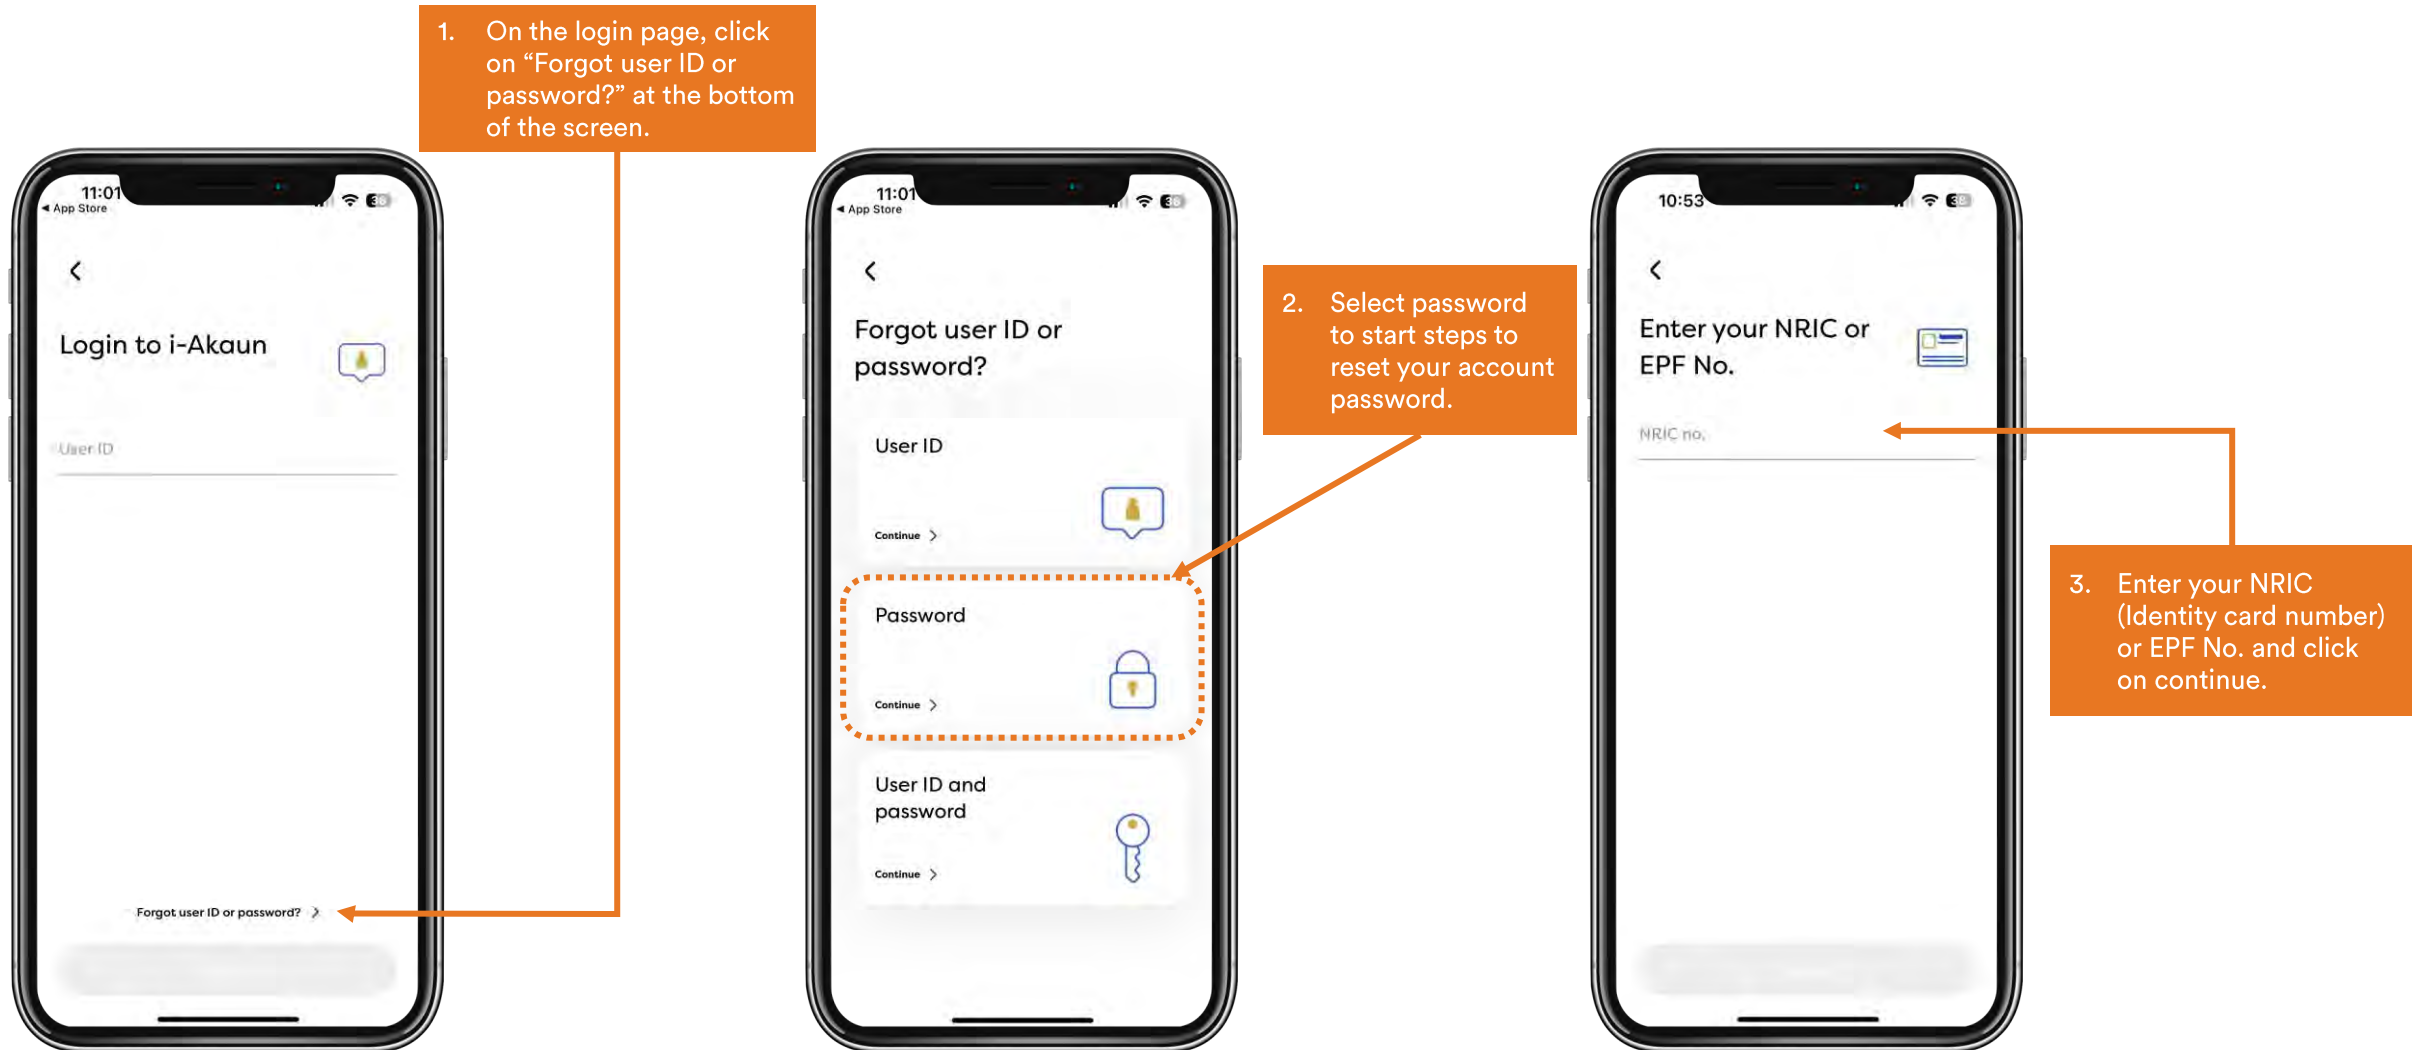 1. On the login page, click
on “Forgot user ID or
password?” at the bottom
of the screen.
11:01
App Store
38
Login to i-Akaun
User ID
Forgot user ID or password?
11:01
App Store
38
Forgot user ID or
password?
User ID
Continue
Password
Continue
User ID and
password
Continue
2. Select password
to start steps to
reset your account
password.
10:53
38
Enter your NRIC or
EPF No.
NRIC no.
3. Enter your NRIC
(Identity card number)
or EPF No. and click
on continue.